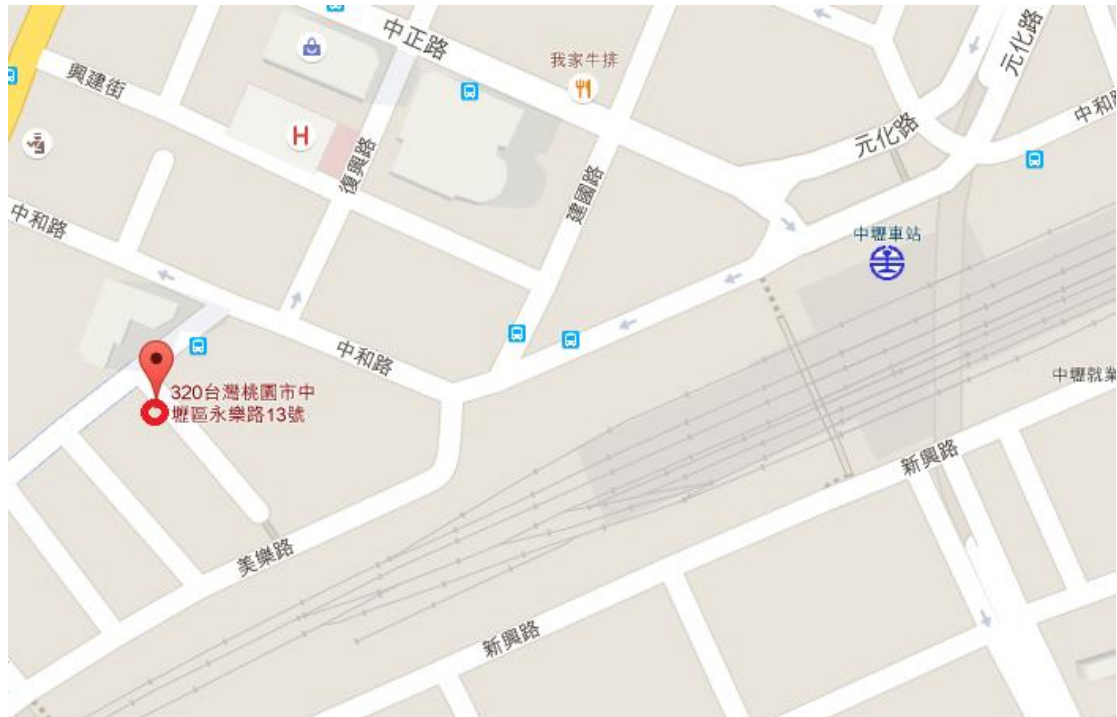 中正路
我家牛排
元化路
興建街
元化路
中和路
H
復興路
建國路
中和路
中壢車站
中和路
320台灣桃園市中
壢區永樂路13號
中壢就業
新興路
美樂路
新興路